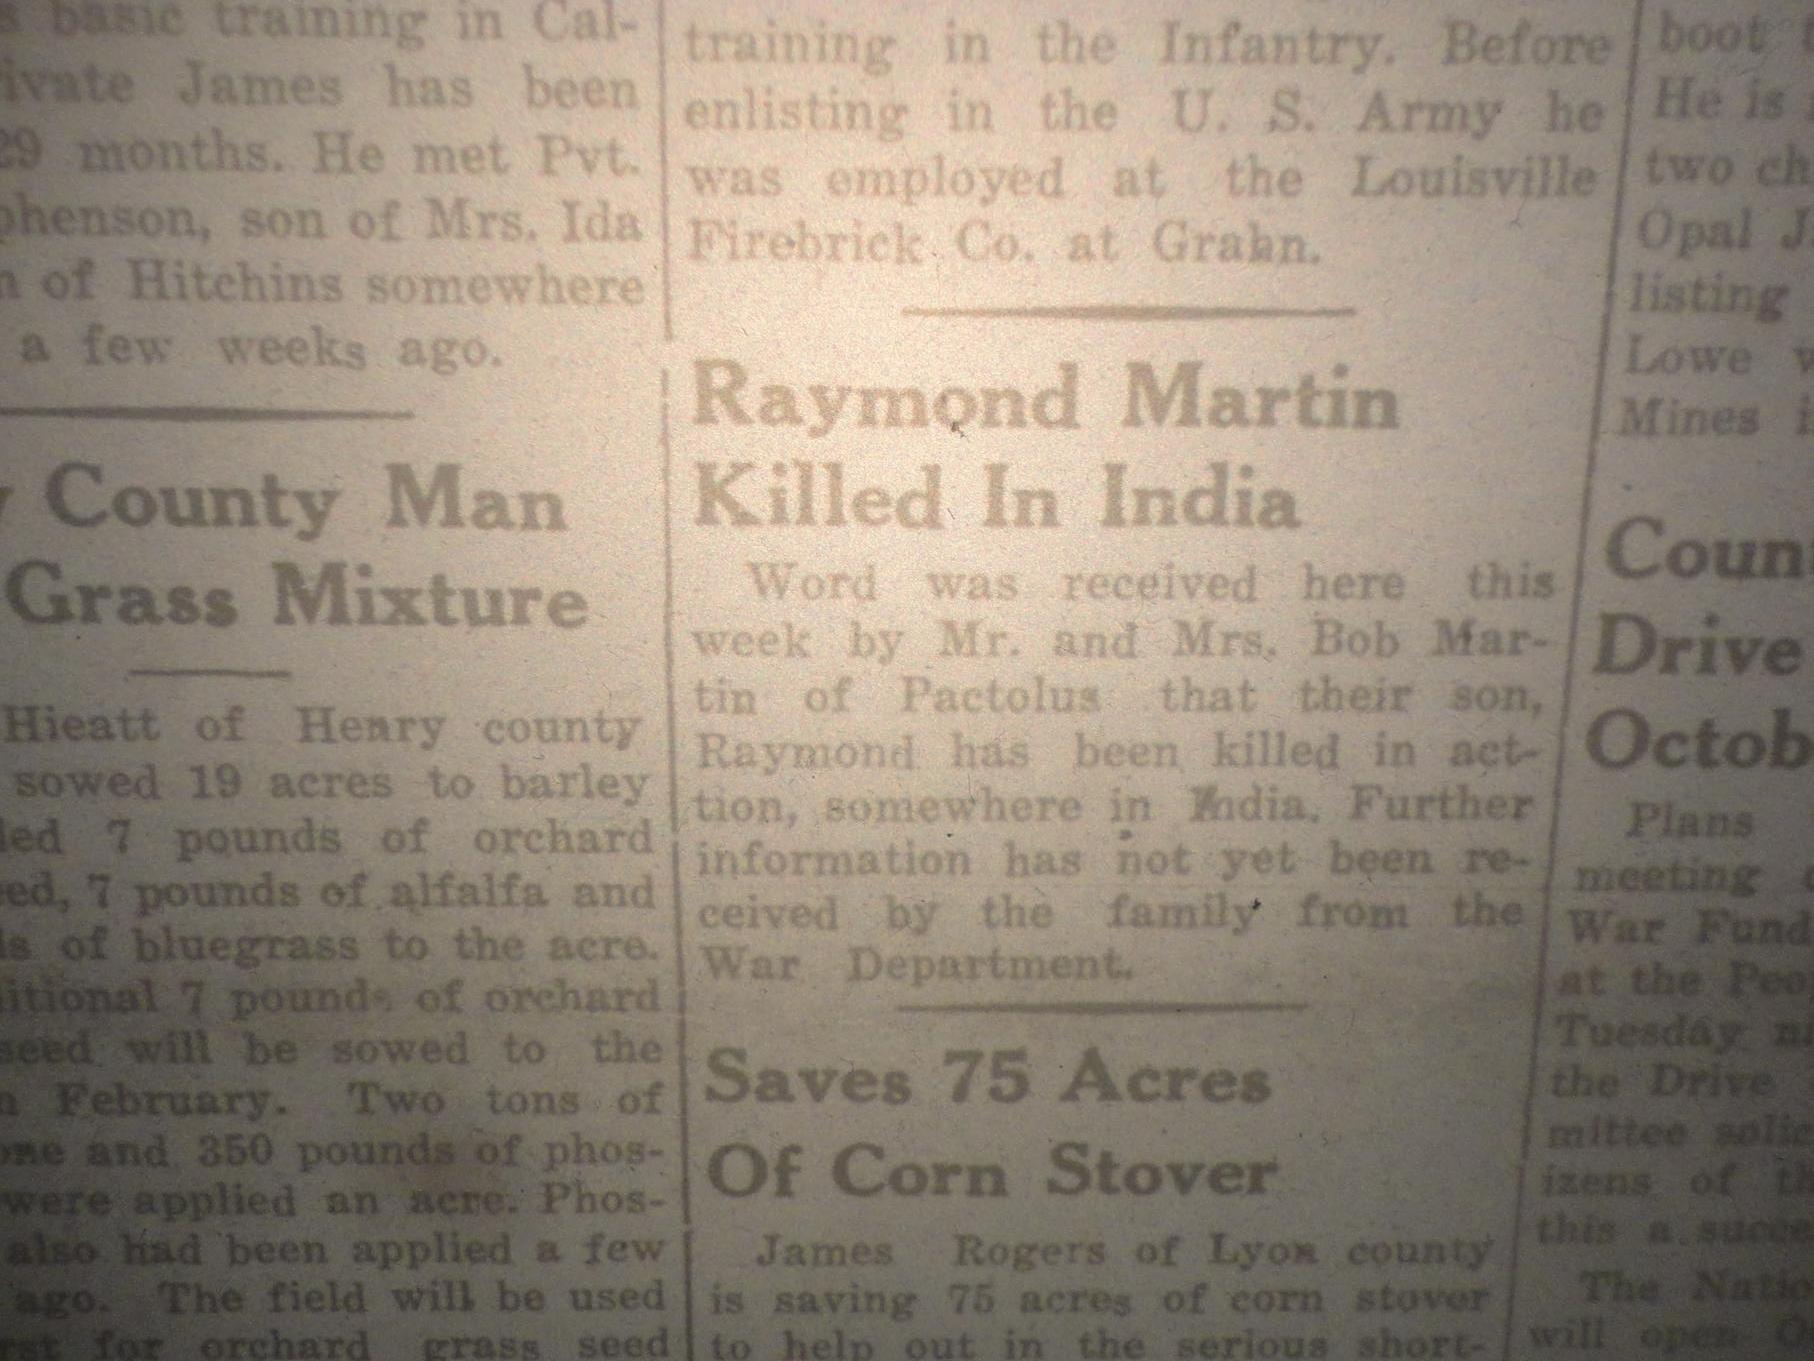 basic training in Cal-
ivate James has been
29 months. He met Pvt.
phenson, son of Mrs. Ida
n of Hitchins somewhere
a few weeks ago.
y County Man
Grass Mixture
Hieatt of Henry county
sowed 19 acres to barley
led 7 pounds of orchard
eed, 7 pounds of alfalfa and
ls of bluegrass to the acre.
itional 7 pounds of orchard
seed will be sowed to the
n February. Two tons of
one and 350 pounds of phos-
were applied an acre. Phos-
also had been applied a few
ago. The field will be used
rst for orchard grass seed
training in the Infantry. Before
enlisting in the U. S. Army he
was employed at the Louisville
Firebrick Co. at Grahn.
Raymond Martin
Killed In India
Word was received here this
week by Mr. and Mrs. Bob Mar-
tin of Pactolus that their son,
Raymond has been killed in act-
tion, somewhere in India. Further
information has not yet been re-
ceived by the family from the
War Department.
Saves 75 Acres
Of Corn Stover
James Rogers of Lyon county
is saving 75 acres of corn stover
to help out in the serious short-
boot
He is
two ch
Opal J
listing
Lowe w
Mines i
Coun
Drive
Octob
Plans
meeting
War Fund
at the Peo
Tuesday ni
the Drive
mittee solic
izens of th
this a succe
The Natio
will open O